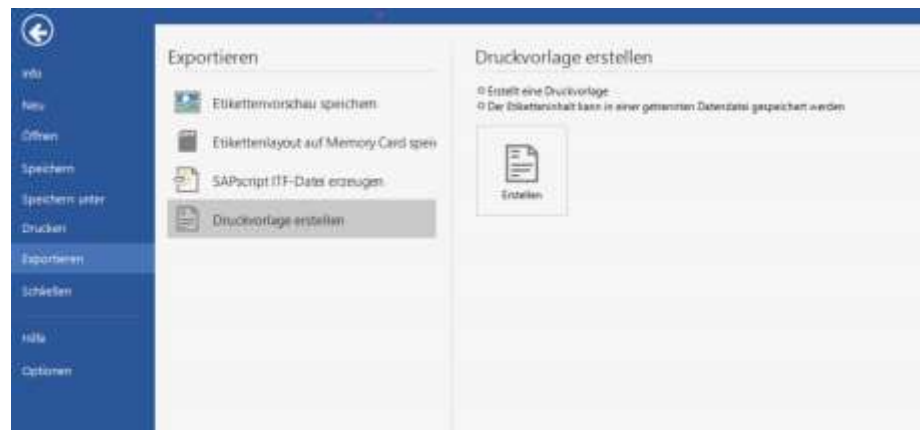 Info
Neu
Öffnen
Speichern
Speichern unter
Drucken
Exportieren
Schließen
Hilfe
Optionen
Exportieren
Etikettenvorschau speichern
Etikettenlayout auf Memory Card speic
SAPscript ITF-Datei erzeugen
Druckvorlage erstellen
Druckvorlage erstellen
Erstellt eine Druckvorlage
Der Etiketteninhalt kann in einer getrennten Datendatei gespeichert werden
Erstellen